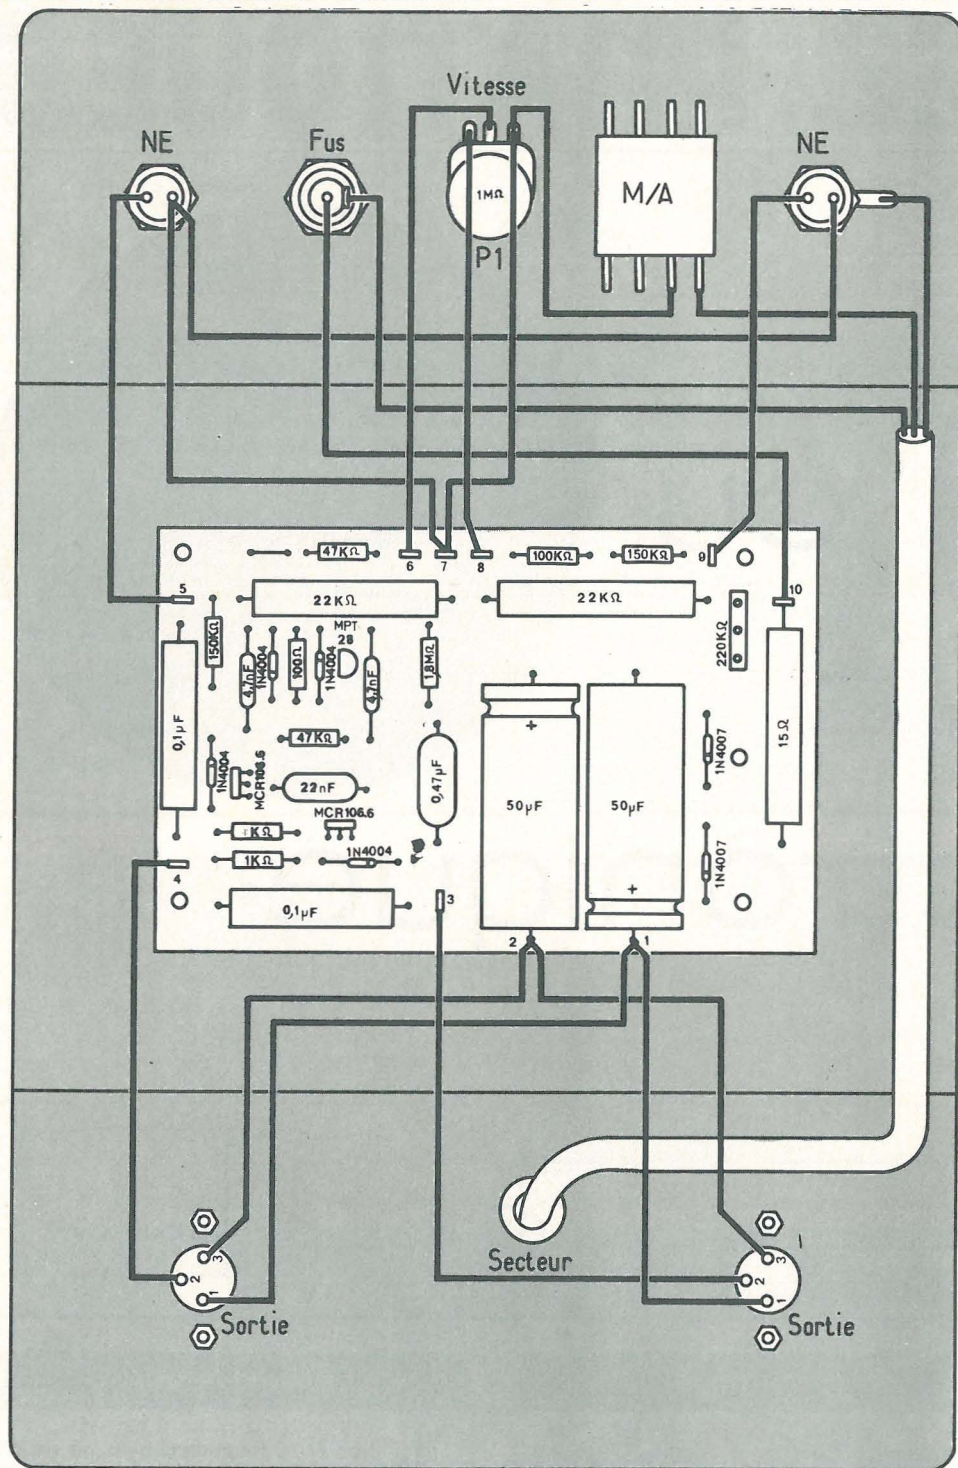 Vitesse
NE
Fus
NE
1MΩ
M/A
P1
47KΩ
6
7
8
100KΩ
150KΩ
9
5
22KΩ
22KΩ
10
150KΩ
4,7nF
1N4004
100Ω
1N4004
MPT
28
4,7nF
1,8MΩ
220KΩ
0,1µF
47KΩ
1N4004
MCR106.6
22nF
0,47µF
+
50µF
50µF
1N4007
15Ω
MCR106.6
KΩ
1KΩ
1N4004
1N4007
4
+
0,1µF
3
2
1
3
2
1
Sortie
Secteur
3
2
1
Sortie